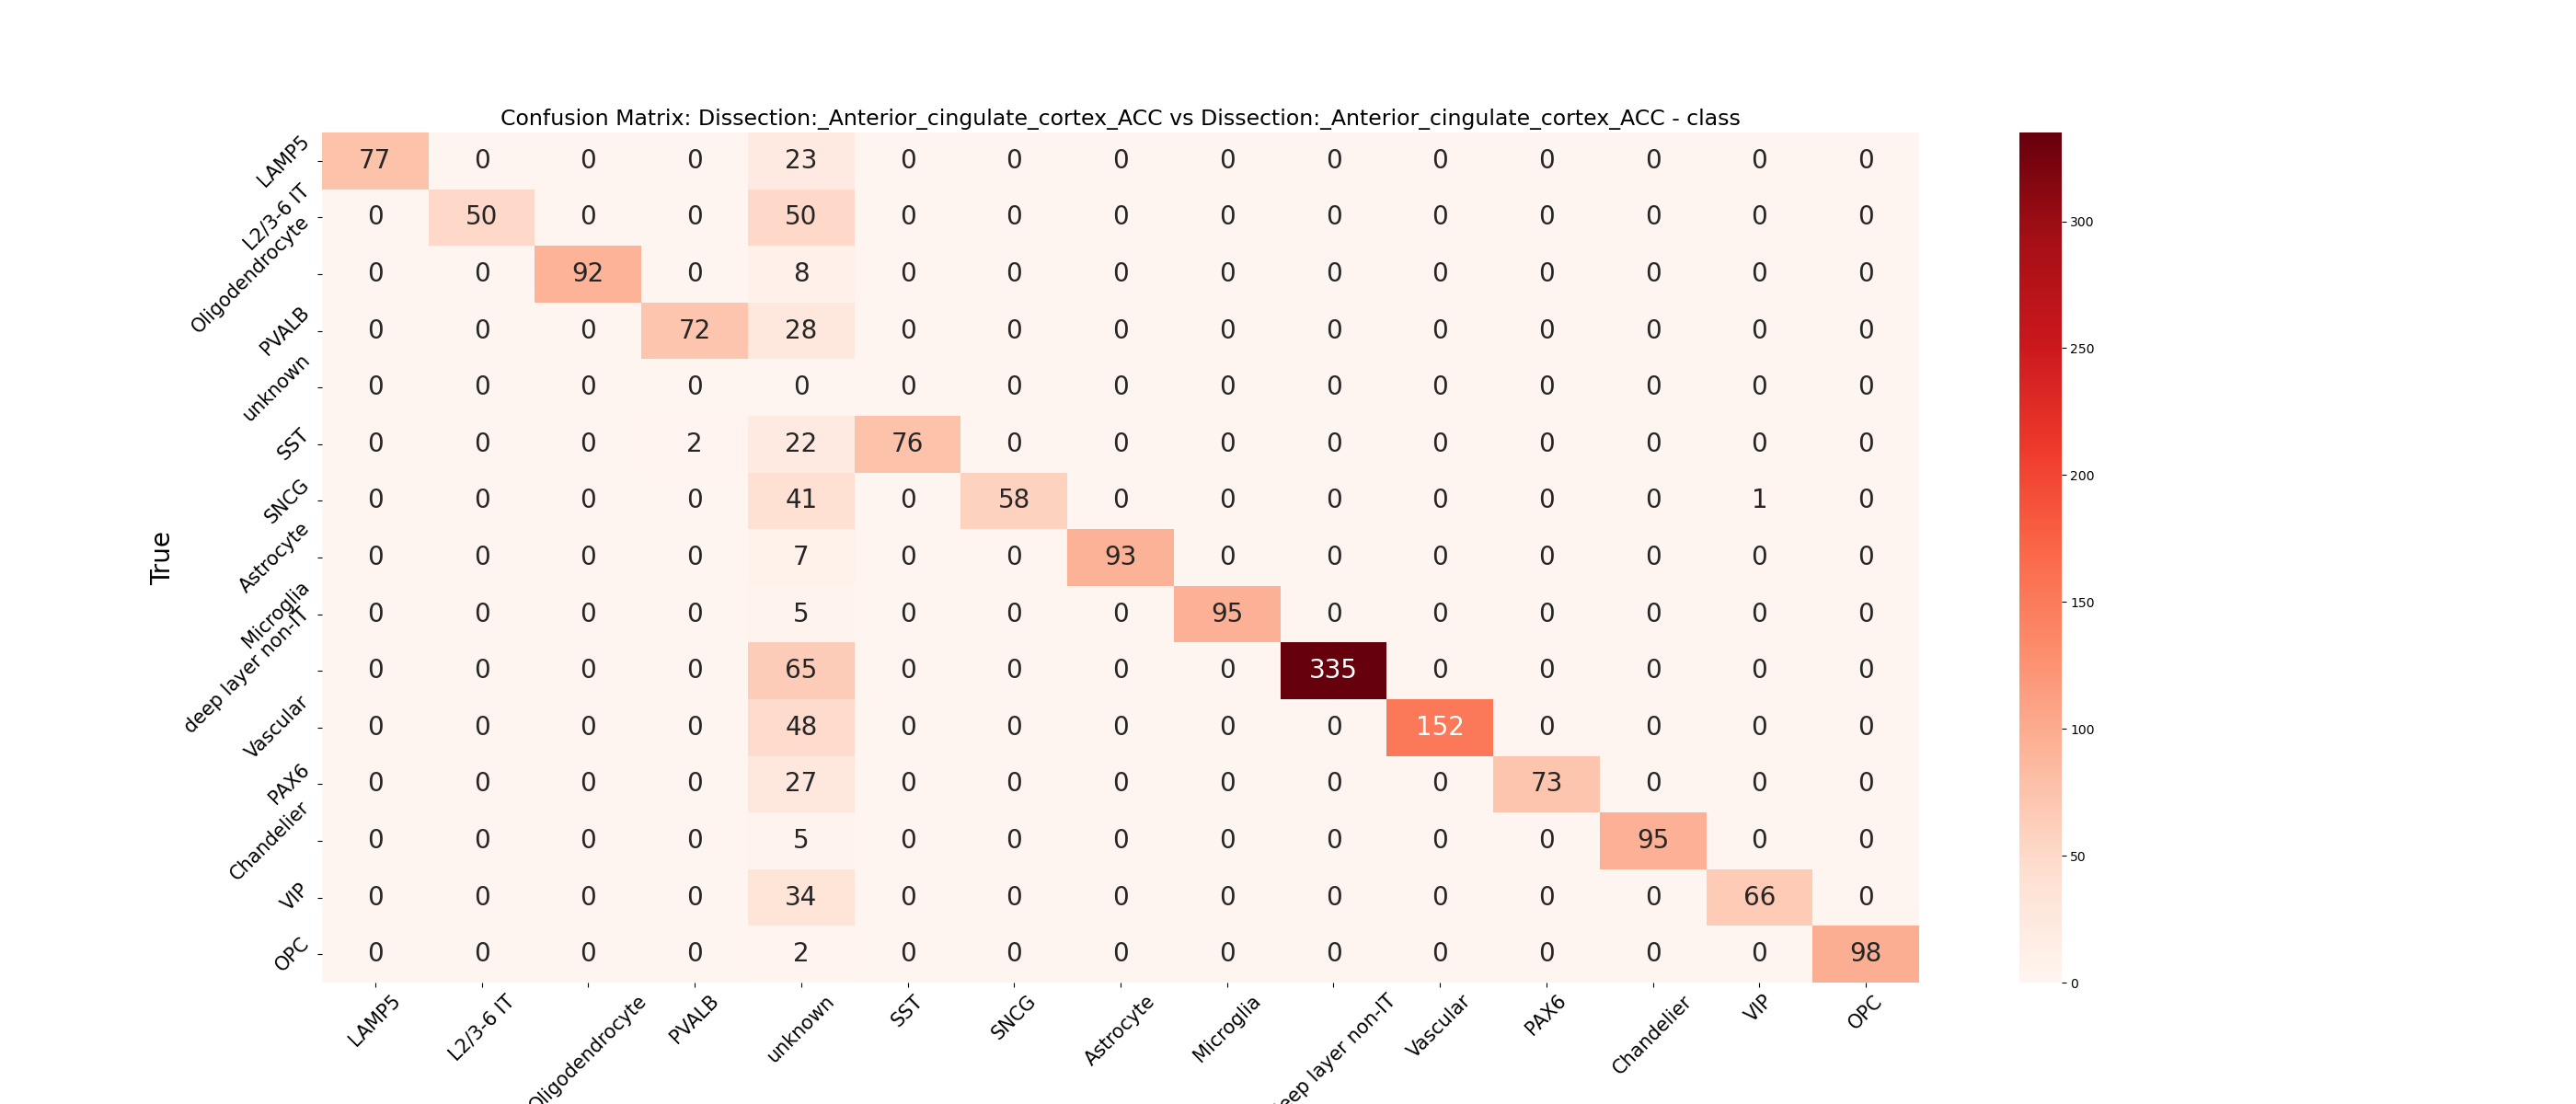 Confusion Matrix: Dissection:_Anterior_cingulate_cortex_ACC vs Dissection:_Anterior_cingulate_cortex_ACC - class
True
LAMP5 77 0 0 0 23 0 0 0 0 0 0 0 0 0 0
L2/3-6 IT 0 50 0 0 50 0 0 0 0 0 0 0 0 0 0
Oligodendrocyte 0 0 92 0 8 0 0 0 0 0 0 0 0 0 0
PVALB 0 0 0 72 28 0 0 0 0 0 0 0 0 0 0
unknown 0 0 0 0 0 0 0 0 0 0 0 0 0 0 0
SST 0 0 0 2 22 76 0 0 0 0 0 0 0 0 0
SNCG 0 0 0 0 41 0 58 0 0 0 0 0 0 1 0
Astrocyte 0 0 0 0 7 0 0 93 0 0 0 0 0 0 0
Microglia 0 0 0 0 5 0 0 0 95 0 0 0 0 0 0
deep layer non-IT 0 0 0 0 65 0 0 0 0 335 0 0 0 0 0
Vascular 0 0 0 0 48 0 0 0 0 0 152 0 0 0 0
PAX6 0 0 0 0 27 0 0 0 0 0 0 73 0 0 0
Chandelier 0 0 0 0 5 0 0 0 0 0 0 0 95 0 0
VIP 0 0 0 0 34 0 0 0 0 0 0 0 0 66 0
OPC 0 0 0 0 2 0 0 0 0 0 0 0 0 0 98
LAMP5 L2/3-6 IT Oligodendrocyte PVALB unknown SST SNCG Astrocyte Microglia eep layer non-IT Vascular PAX6 Chandelier VIP OPC
300
250
200
150
100
50
0